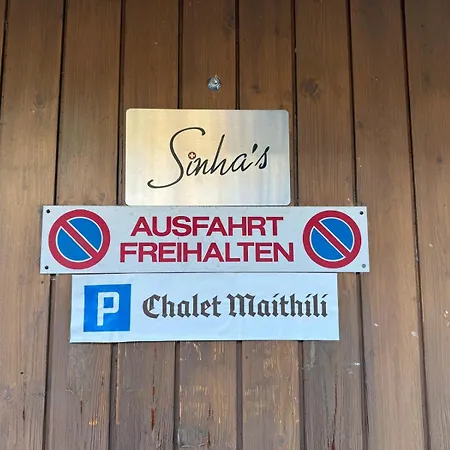 Sinha's
AUSFAHRT
FREIHALTEN
P Chalet Maithili